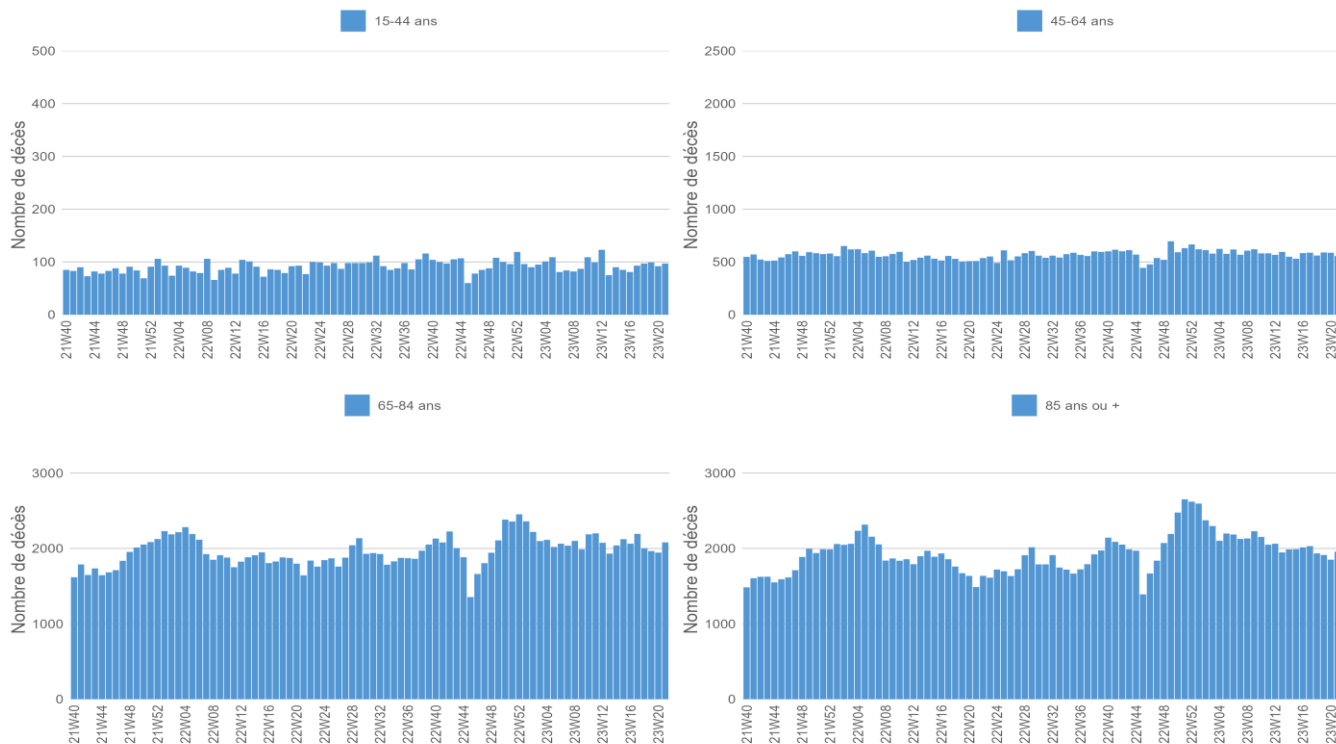 15-44 ans
500
400
300
200
100
0
Nombre de décès
21W40
21W44
21W48
21W52
22W04
22W08
22W12
22W16
22W20
22W24
22W28
22W32
22W36
22W40
22W44
22W48
22W52
23W04
23W08
23W12
23W16
23W20
45-64 ans
2500
2000
1500
1000
500
0
Nombre de décès
21W40
21W44
21W48
21W52
22W04
22W08
22W12
22W16
22W20
22W24
22W28
22W32
22W36
22W40
22W44
22W48
22W52
23W04
23W08
23W12
23W16
23W20
65-84 ans
3000
2000
1000
0
Nombre de décès
21W40
21W44
21W48
21W52
22W04
22W08
22W12
22W16
22W20
22W24
22W28
22W32
22W36
22W40
22W44
22W48
22W52
23W04
23W08
23W12
23W16
23W20
85 ans ou +
3000
2000
1000
0
Nombre de décès
21W40
21W44
21W48
21W52
22W04
22W08
22W12
22W16
22W20
22W24
22W28
22W32
22W36
22W40
22W44
22W48
22W52
23W04
23W08
23W12
23W16
23W20